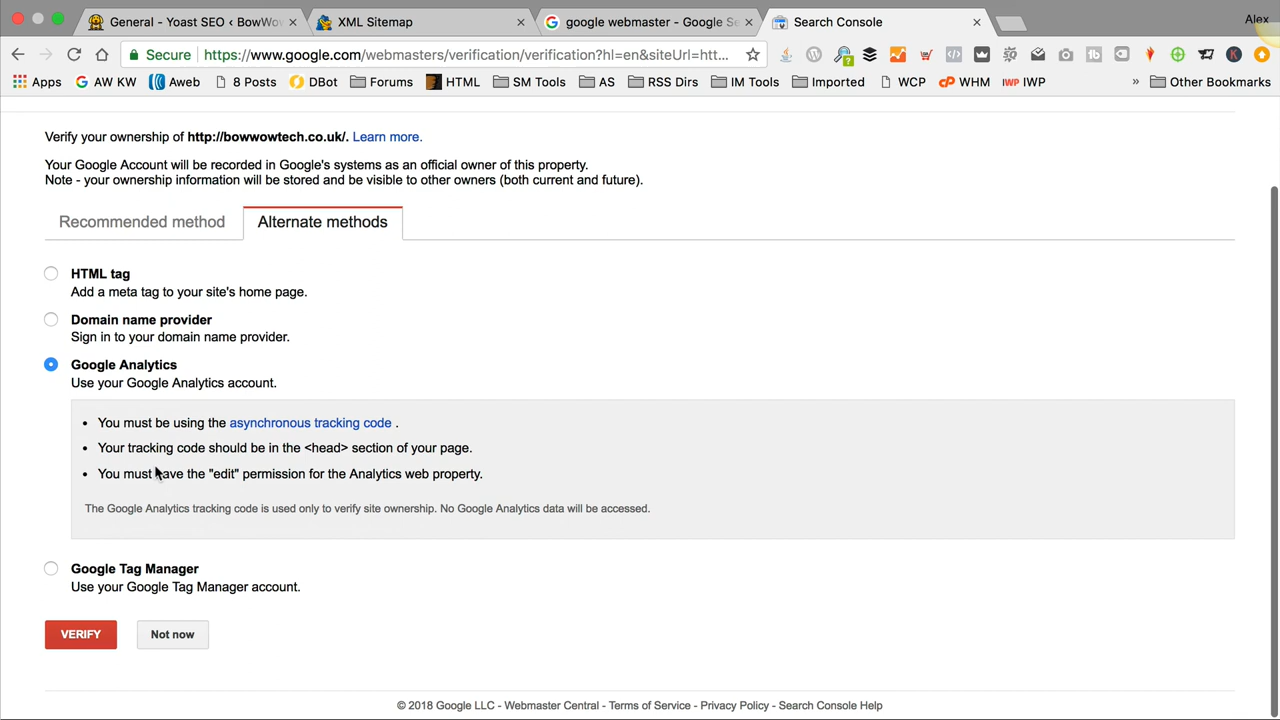 General - Yoast SEO ‹ BowWow
XML Sitemap
google webmaster - Google Se
Search Console
Alex
Secure
https://www.google.com/webmasters/verification/verification?hl=en&siteUrl=htt...
Apps
AW KW
Aweb
8 Posts
DBot
Forums
HTML
SM Tools
AS
RSS Dirs
IM Tools
Imported
WCP
WHM
IWP IWP
»
Other Bookmarks
Verify your ownership of http://bowwowtech.co.uk/. Learn more.
Your Google Account will be recorded in Google's systems as an official owner of this property.
Note - your ownership information will be stored and be visible to other owners (both current and future).
Recommended method
Alternate methods
HTML tag
Add a meta tag to your site's home page.
Domain name provider
Sign in to your domain name provider.
Google Analytics
Use your Google Analytics account.
• You must be using the asynchronous tracking code .
• Your tracking code should be in the <head> section of your page.
• You must have the "edit" permission for the Analytics web property.
The Google Analytics tracking code is used only to verify site ownership. No Google Analytics data will be accessed.
Google Tag Manager
Use your Google Tag Manager account.
VERIFY
Not now
© 2018 Google LLC - Webmaster Central - Terms of Service - Privacy Policy - Search Console Help